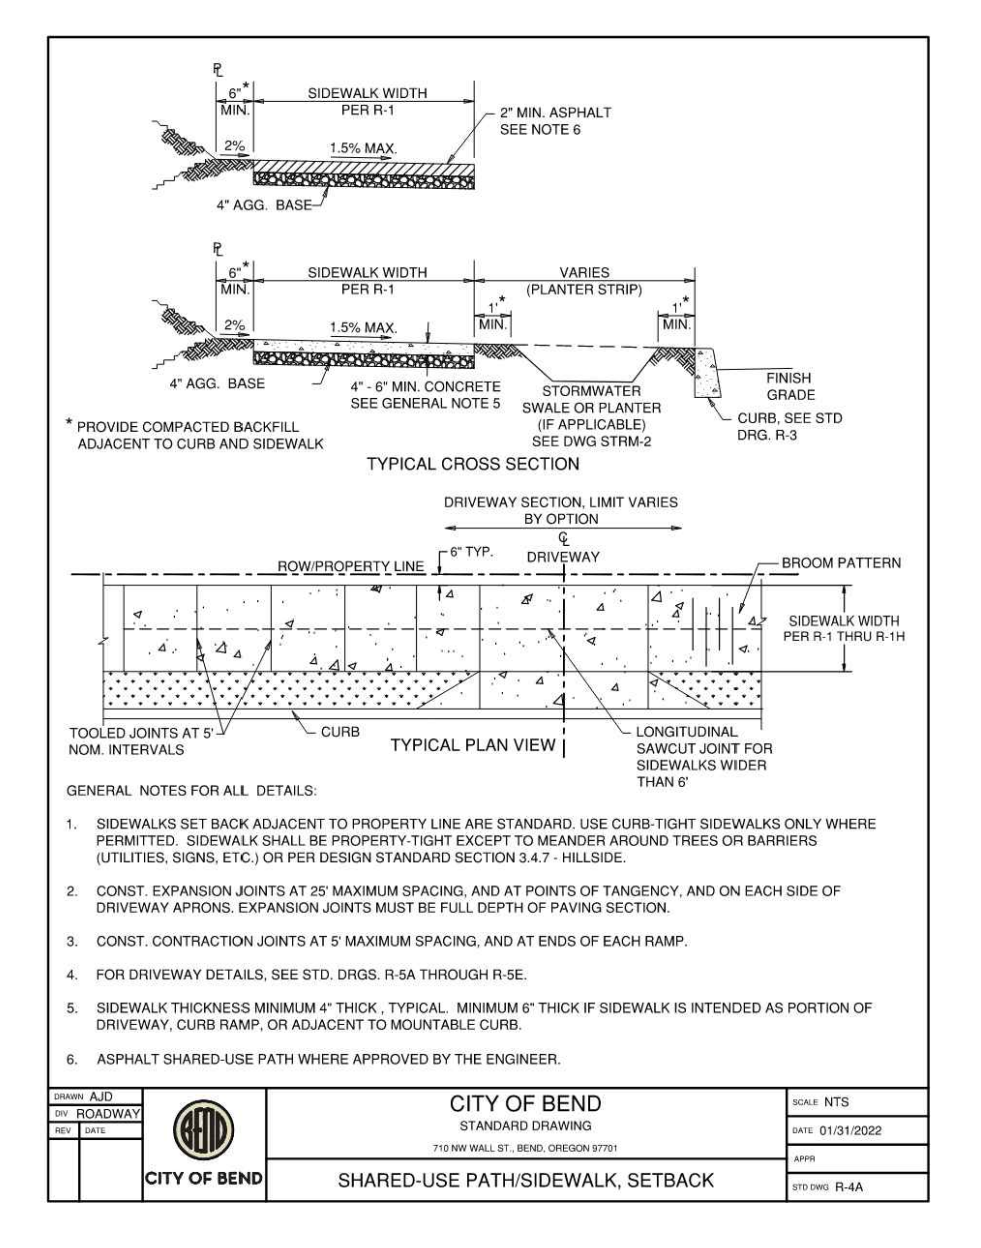 PL
6"* MIN.
SIDEWALK WIDTH
PER R-1
2" MIN. ASPHALT
SEE NOTE 6
2%
1.5% MAX.
4" AGG. BASE
PL
6"* MIN.
SIDEWALK WIDTH
PER R-1
VARIES
(PLANTER STRIP)
1'* MIN.
1'* MIN.
2%
1.5% MAX.
4" AGG. BASE
4" - 6" MIN. CONCRETE
SEE GENERAL NOTE 5
STORMWATER
SWALE OR PLANTER
(IF APPLICABLE)
SEE DWG STRM-2
FINISH
GRADE
CURB, SEE STD
DRG. R-3
* PROVIDE COMPACTED BACKFILL
ADJACENT TO CURB AND SIDEWALK
TYPICAL CROSS SECTION
DRIVEWAY SECTION, LIMIT VARIES
BY OPTION
CL
DRIVEWAY
6" TYP.
ROW/PROPERTY LINE
BROOM PATTERN
SIDEWALK WIDTH
PER R-1 THRU R-1H
TOOLED JOINTS AT 5'
NOM. INTERVALS
CURB
TYPICAL PLAN VIEW
LONGITUDINAL
SAWCUT JOINT FOR
SIDEWALKS WIDER
THAN 6'
GENERAL NOTES FOR ALL DETAILS:
1. SIDEWALKS SET BACK ADJACENT TO PROPERTY LINE ARE STANDARD. USE CURB-TIGHT SIDEWALKS ONLY WHERE
PERMITTED. SIDEWALK SHALL BE PROPERTY-TIGHT EXCEPT TO MEANDER AROUND TREES OR BARRIERS
(UTILITIES, SIGNS, ETC.) OR PER DESIGN STANDARD SECTION 3.4.7 - HILLSIDE.
2. CONST. EXPANSION JOINTS AT 25' MAXIMUM SPACING, AND AT POINTS OF TANGENCY, AND ON EACH SIDE OF
DRIVEWAY APRONS. EXPANSION JOINTS MUST BE FULL DEPTH OF PAVING SECTION.
3. CONST. CONTRACTION JOINTS AT 5' MAXIMUM SPACING, AND AT ENDS OF EACH RAMP.
4. FOR DRIVEWAY DETAILS, SEE STD. DRGS. R-5A THROUGH R-5E.
5. SIDEWALK THICKNESS MINIMUM 4" THICK , TYPICAL. MINIMUM 6" THICK IF SIDEWALK IS INTENDED AS PORTION OF
DRIVEWAY, CURB RAMP, OR ADJACENT TO MOUNTABLE CURB.
6. ASPHALT SHARED-USE PATH WHERE APPROVED BY THE ENGINEER.
DRAWN AJD
DIV ROADWAY
REV DATE
BEND
CITY OF BEND
CITY OF BEND
STANDARD DRAWING
710 NW WALL ST., BEND, OREGON 97701
SHARED-USE PATH/SIDEWALK, SETBACK
SCALE NTS
DATE 01/31/2022
APPR
STD DWG R-4A